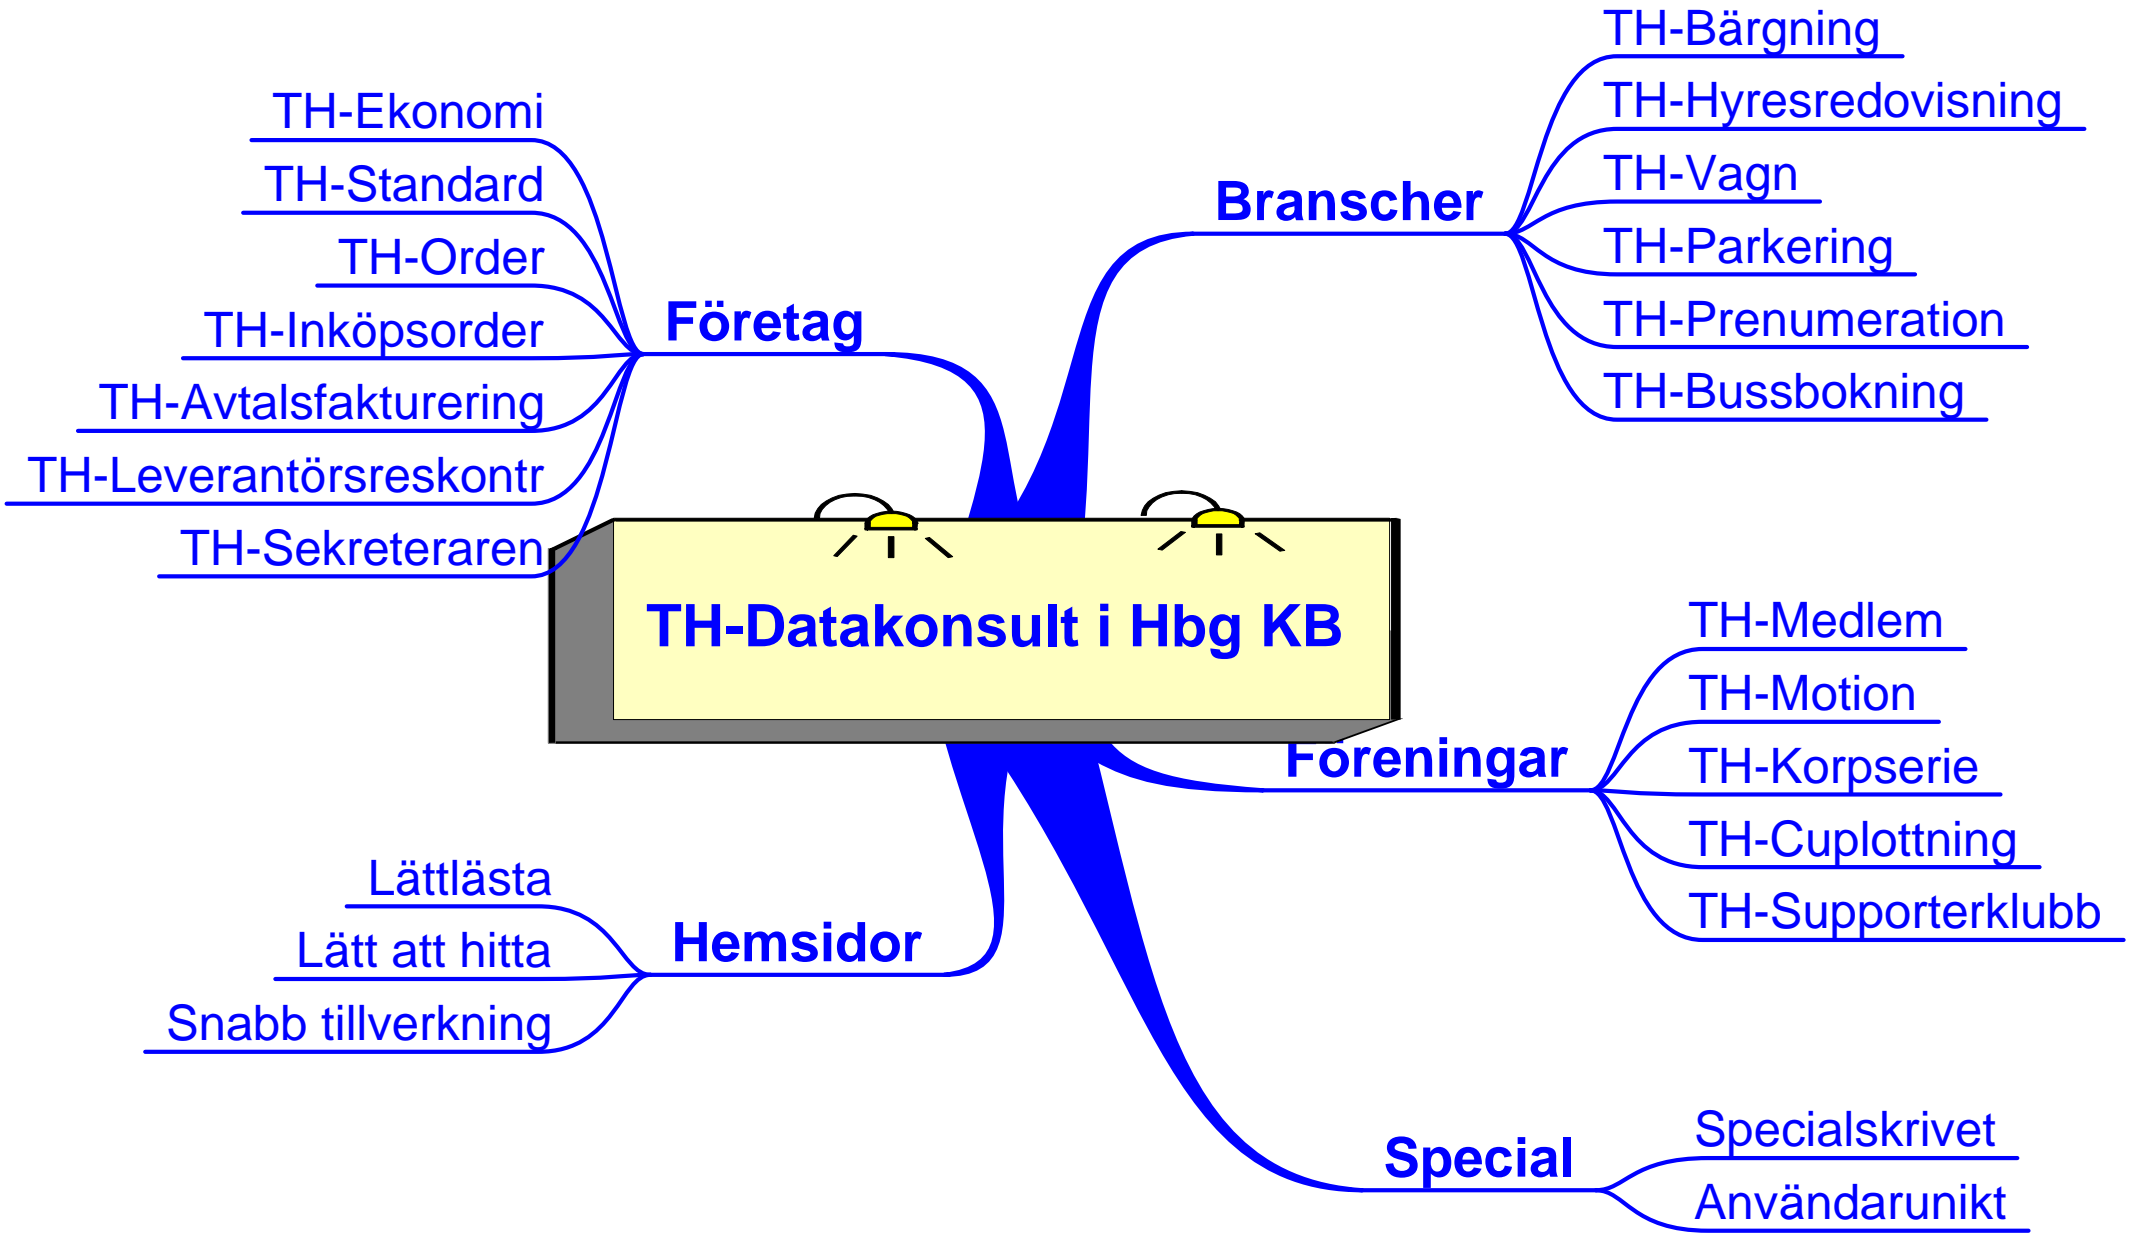 TH-Datakonsult i Hbg KB
Företag
TH-Ekonomi
TH-Standard
TH-Order
TH-Inköpsorder
TH-Avtalsfakturering
TH-Leverantörsreskontr
TH-Sekreteraren
Branscher
TH-Bärgning
TH-Hyresredovisning
TH-Vagn
TH-Parkering
TH-Prenumeration
TH-Bussbokning
Föreningar
TH-Medlem
TH-Motion
TH-Korpserie
TH-Cuplottning
TH-Supporterklubb
Hemsidor
Lättlästa
Lätt att hitta
Snabb tillverkning
Special
Specialskrivet
Användarunikt